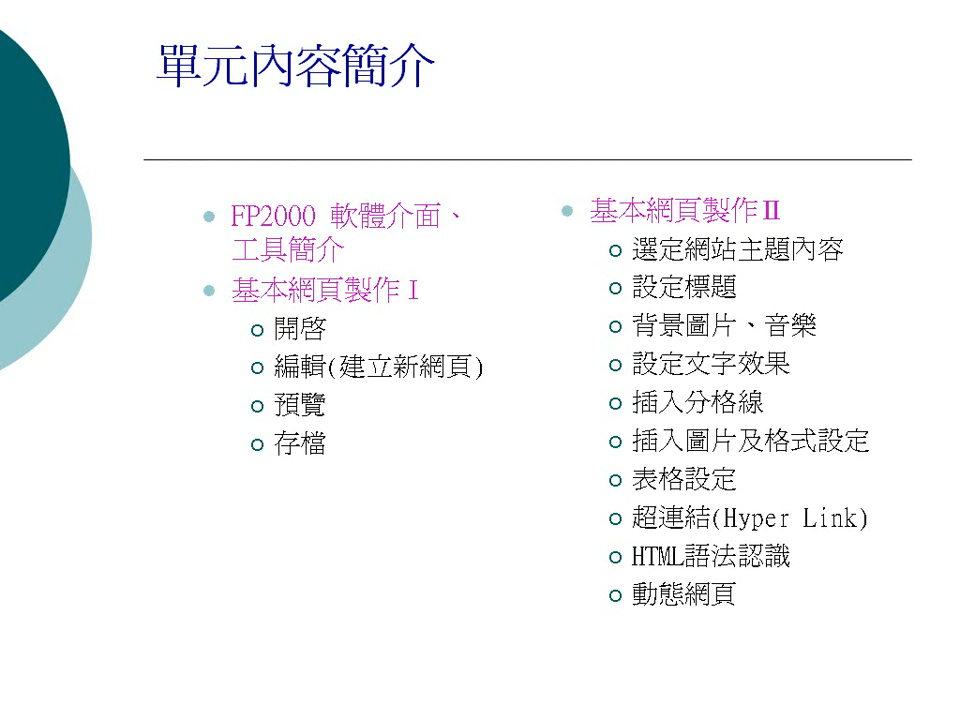 單元內容簡介
FP2000 軟體介面、
工具簡介
基本網頁製作Ⅰ
開啓
編輯(建立新網頁)
預覽
存檔
基本網頁製作Ⅱ
選定網站主題內容
設定標題
背景圖片、音樂
設定文字效果
插入分格線
插入圖片及格式設定
表格設定
超連結(Hyper Link)
HTML語法認識
動態網頁